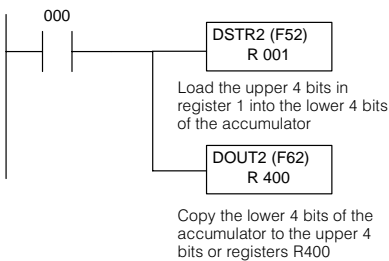 000
DSTR2 (F52)
R 001
Load the upper 4 bits in
register 1 into the lower 4 bits
of the accumulator
DOUT2 (F62)
R 400
Copy the lower 4 bits of the
accumulator to the upper 4
bits or registers R400